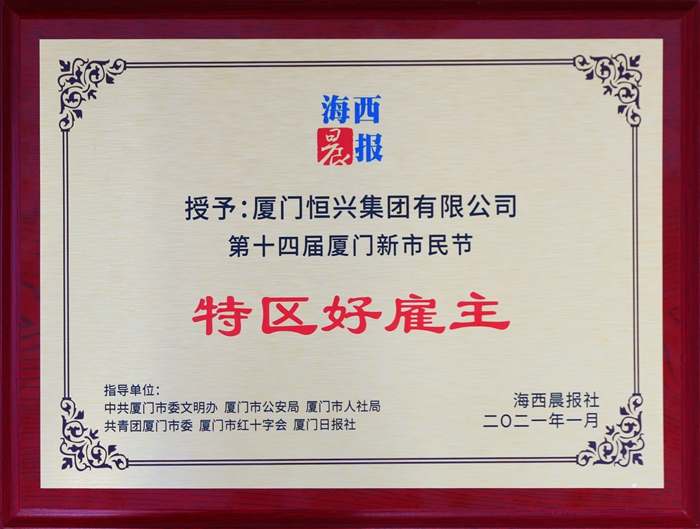 海西
晨报
授予:厦门恒兴集团有限公司
第十四届厦门新市民节
特区好雇主
指导单位:
中共厦门市委文明办 厦门市公安局 厦门市人社局
共青团厦门市委 厦门市红十字会 厦门日报社
海西晨报社
二〇二一年一月